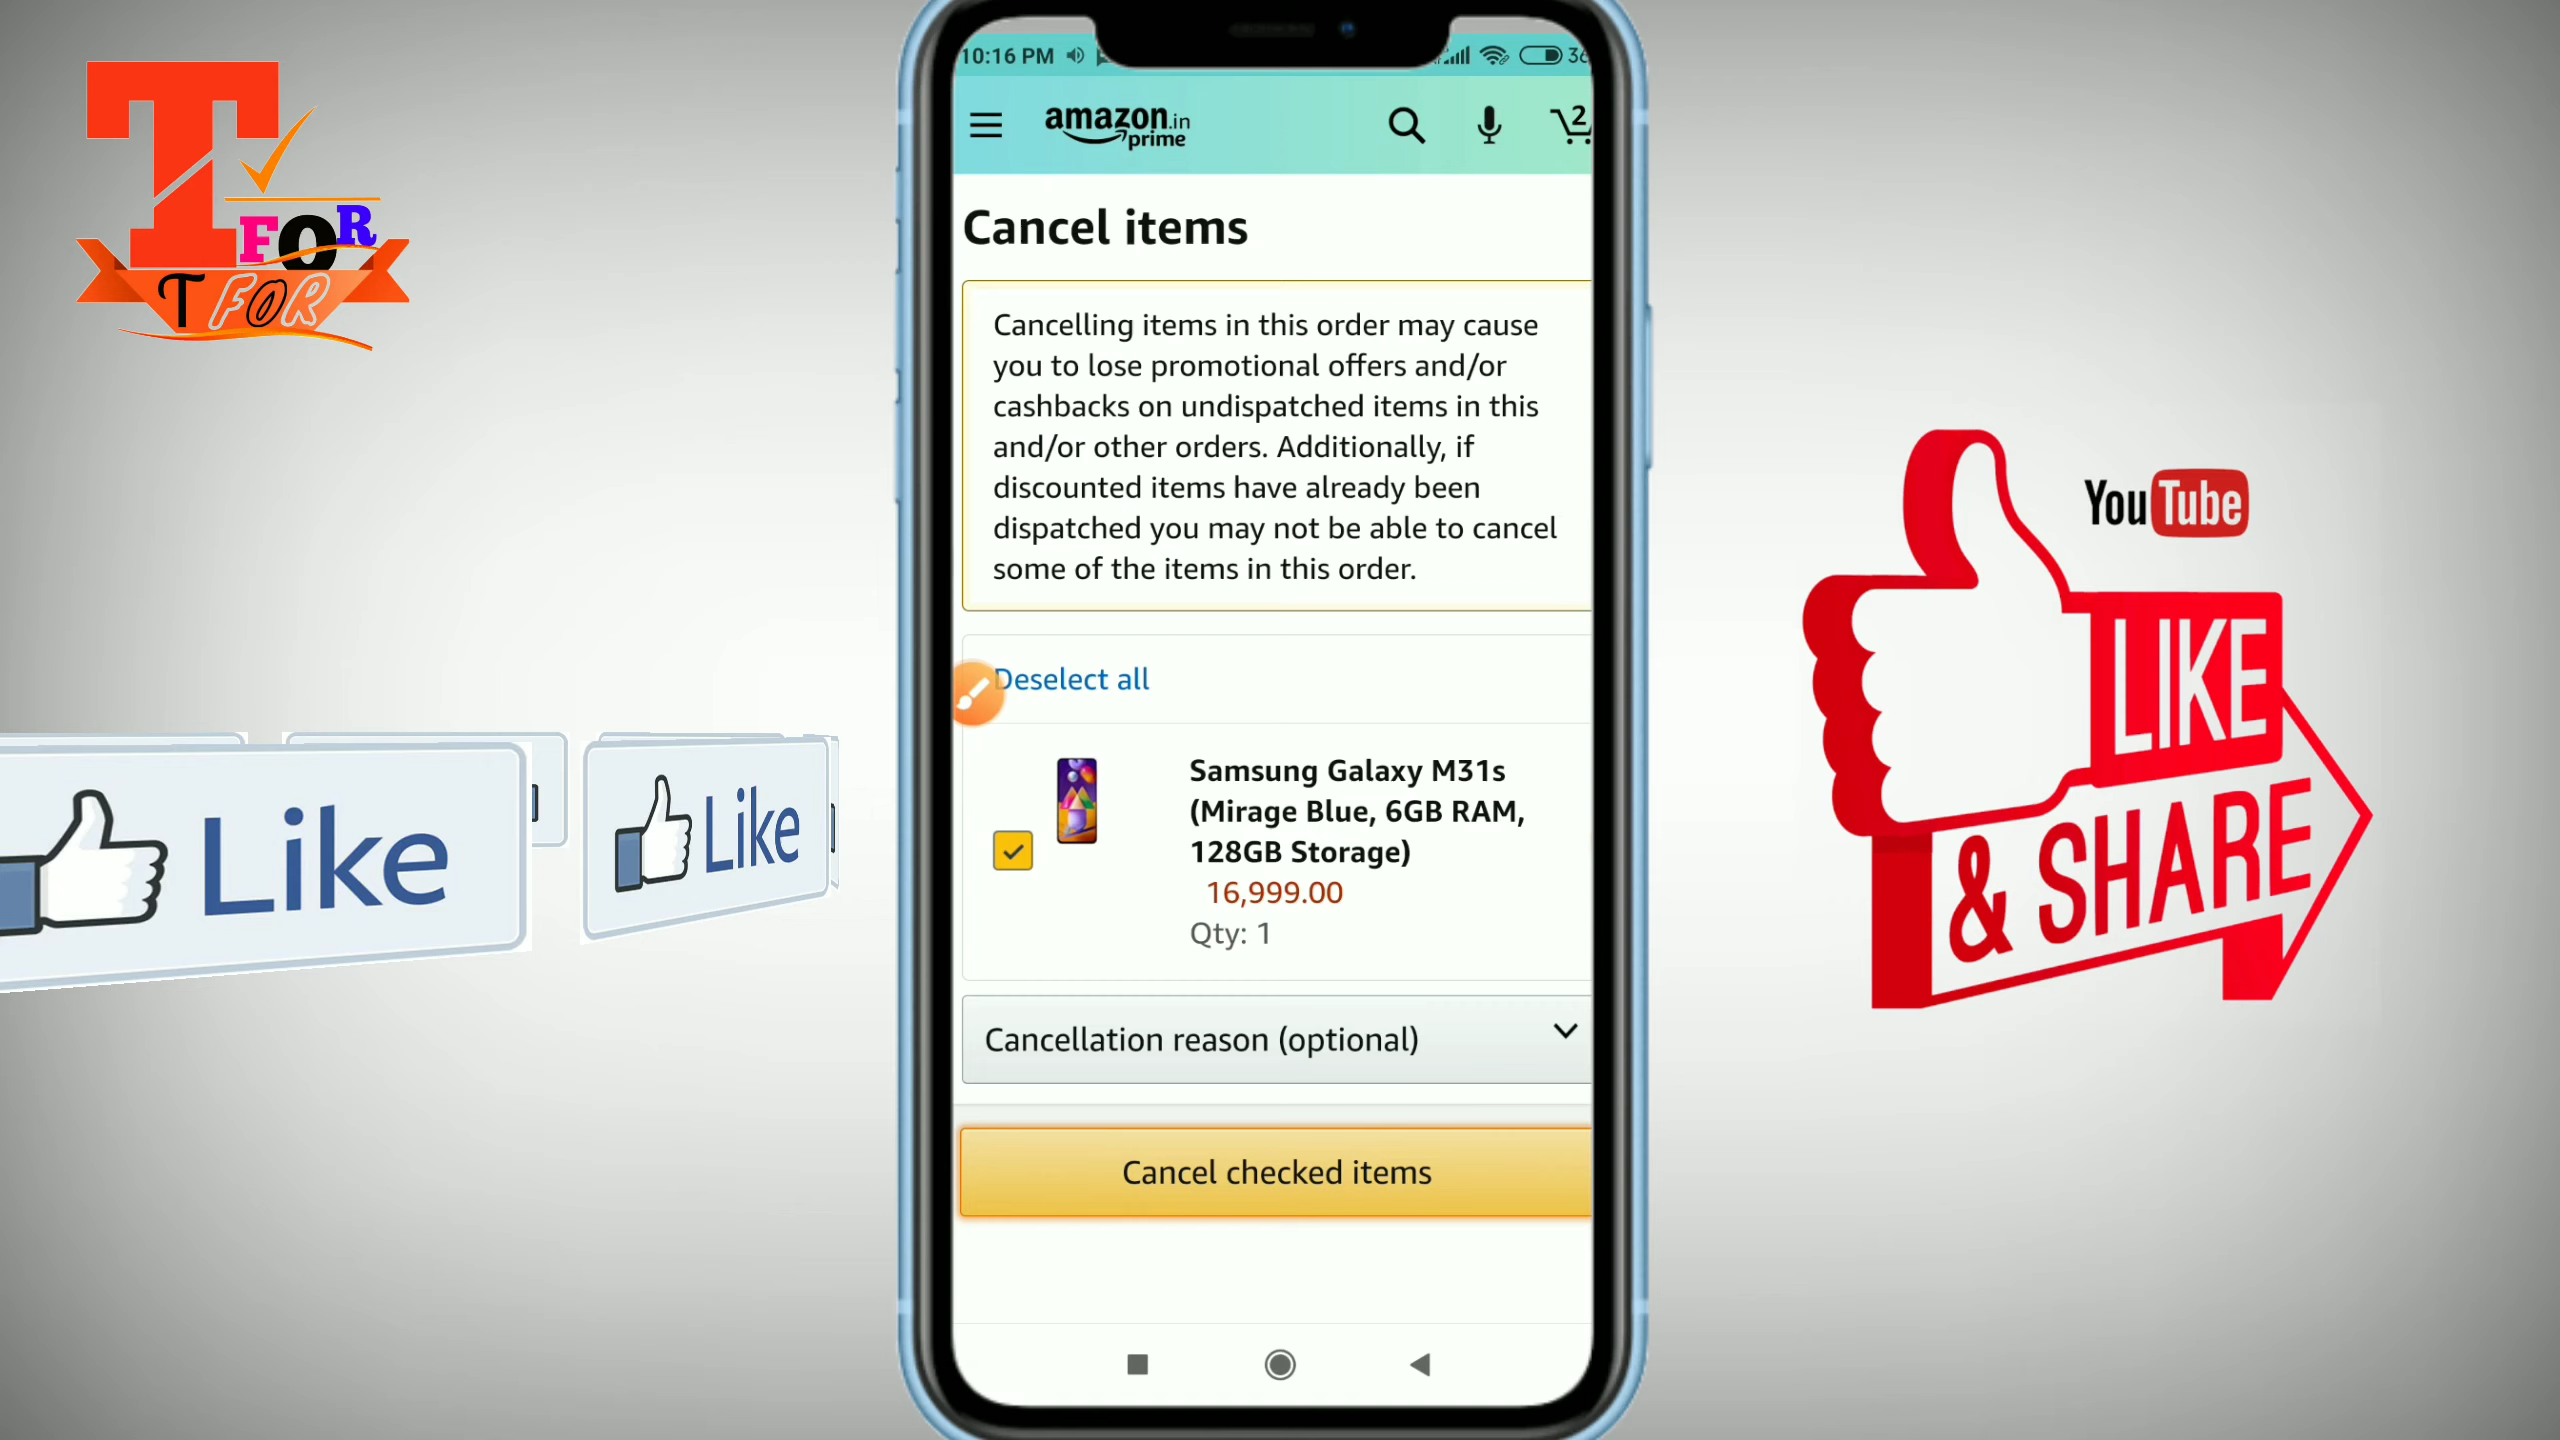 T
FOR
T FOR
10:16 PM
amazon.in
prime
2
Cancel items
Cancelling items in this order may cause
you to lose promotional offers and/or
cashbacks on undispatched items in this
and/or other orders. Additionally, if
discounted items have already been
dispatched you may not be able to cancel
some of the items in this order.
Deselect all
Samsung Galaxy M31s
(Mirage Blue, 6GB RAM,
128GB Storage)
16,999.00
Qty: 1
Cancellation reason (optional)
Cancel checked items
Like
Like
YouTube
LIKE
& SHARE